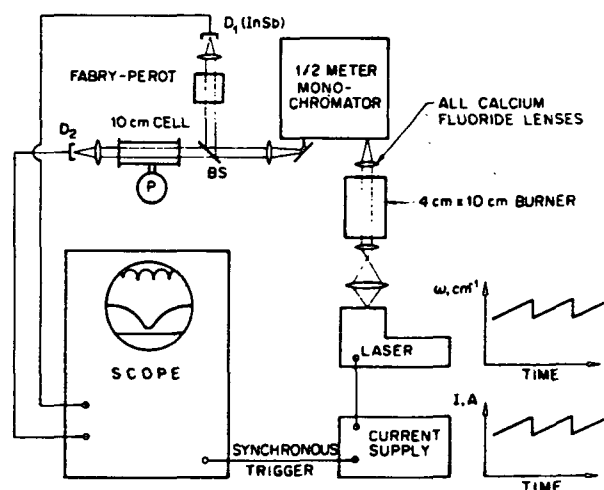 D₁ (InSb)
FABRY-PEROT
1/2 METER
MONO-
CHROMATOR
10 cm CELL
D₂
BS
P
ALL CALCIUM
FLUORIDE LENSES
4 cm x 10 cm BURNER
SCOPE
LASER
ω, cm⁻¹
TIME
SYNCHRONOUS
TRIGGER
CURRENT
SUPPLY
I, A
TIME